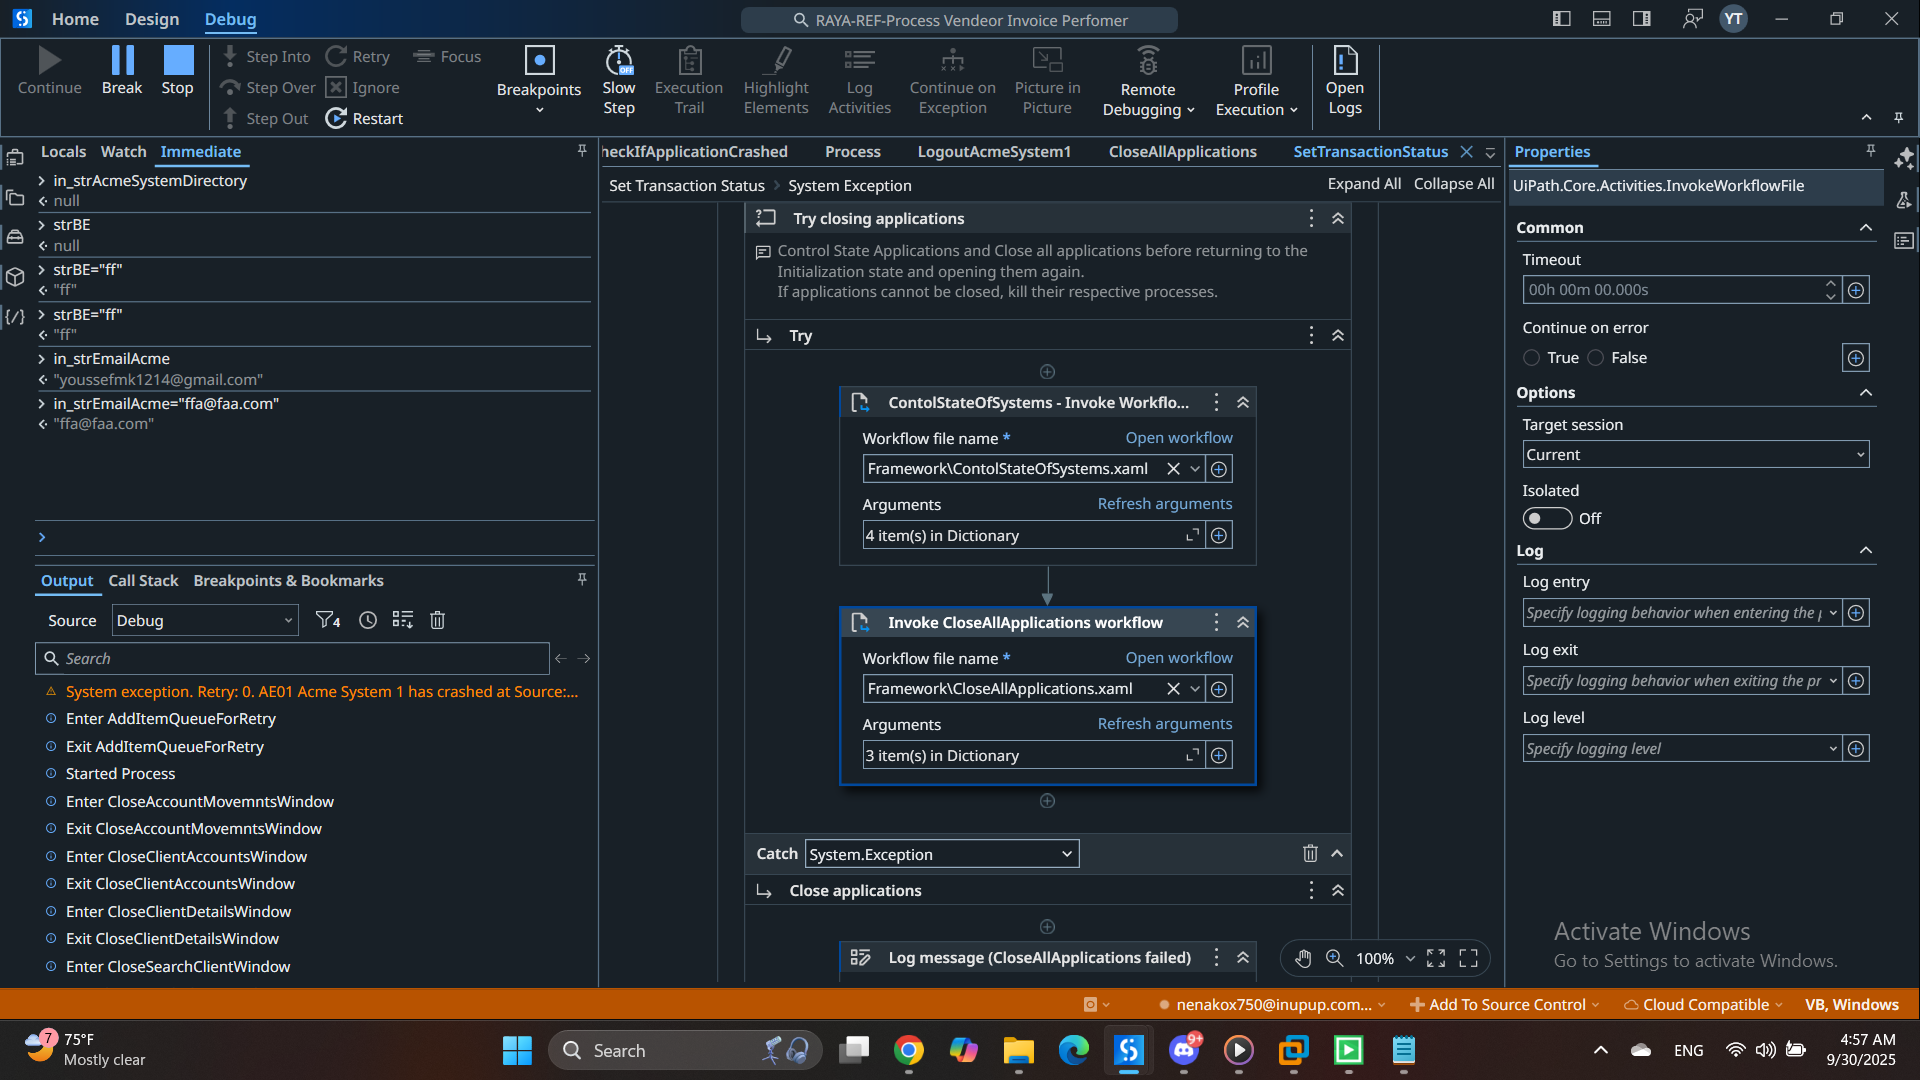 Home
Design
Debug
RAYA-REF-Process Vendeor Invoice Perfomer
YT
Continue
Break
Stop
Step Into
Step Over
Step Out
Retry
Ignore
Restart
Focus
Breakpoints
Slow Step
Execution Trail
Highlight Elements
Log Activities
Continue on Exception
Picture in Picture
Remote Debugging
Profile Execution
Open Logs
Locals
Watch
Immediate
in_strAcmeSystemDirectory
null
strBE
null
strBE="ff"
"ff"
strBE="ff"
"ff"
in_strEmailAcme
"youssefmk1214@gmail.com"
in_strEmailAcme="ffa@faa.com"
"ffa@faa.com"
Output
Call Stack
Breakpoints & Bookmarks
Source
Debug
4
Search
System exception. Retry: 0. AE01 Acme System 1 has crashed at Source:...
Enter AddItemQueueForRetry
Exit AddItemQueueForRetry
Started Process
Enter CloseAccountMovemntsWindow
Exit CloseAccountMovemntsWindow
Enter CloseClientAccountsWindow
Exit CloseClientAccountsWindow
Enter CloseClientDetailsWindow
Exit CloseClientDetailsWindow
Enter CloseSearchClientWindow
heckIfApplicationCrashed
Process
LogoutAcmeSystem1
CloseAllApplications
SetTransactionStatus
Set Transaction Status > System Exception
Expand All
Collapse All
Try closing applications
Control State Applications and Close all applications before returning to the
Initialization state and opening them again.
If applications cannot be closed, kill their respective processes.
Try
ContolStateOfSystems - Invoke Workflo...
Workflow file name *
Open workflow
Framework\ContolStateOfSystems.xaml
Arguments
Refresh arguments
4 item(s) in Dictionary
Invoke CloseAllApplications workflow
Workflow file name *
Open workflow
Framework\CloseAllApplications.xaml
Arguments
Refresh arguments
3 item(s) in Dictionary
Catch
System.Exception
Close applications
Log message (CloseAllApplications failed)
100%
Properties
UiPath.Core.Activities.InvokeWorkflowFile
Common
Timeout
00h 00m 00.000s
Continue on error
True
False
Options
Target session
Current
Isolated
Off
Log
Log entry
Specify logging behavior when entering the p
Log exit
Specify logging behavior when exiting the pr
Log level
Specify logging level
Activate Windows
Go to Settings to activate Windows.
nenakox750@inupup.com...
Add To Source Control
Cloud Compatible
VB, Windows
7
75°F
Mostly clear
Search
9+
ENG
4:57 AM
9/30/2025